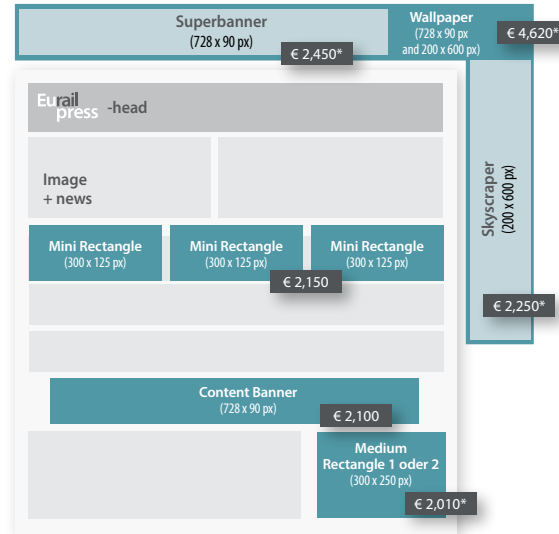 Superbanner
(728 x 90 px)
€ 2,450*
Wallpaper
(728 x 90 px
and 200 x 600 px)
€ 4,620*
Eurail
press
-head
Skyscraper
(200 x 600 px)
€ 2,250*
Image
+ news
Mini Rectangle
(300 x 125 px)
Mini Rectangle
(300 x 125 px)
Mini Rectangle
(300 x 125 px)
€ 2,150
Content Banner
(728 x 90 px)
€ 2,100
Medium
Rectangle 1 oder 2
(300 x 250 px)
€ 2,010*